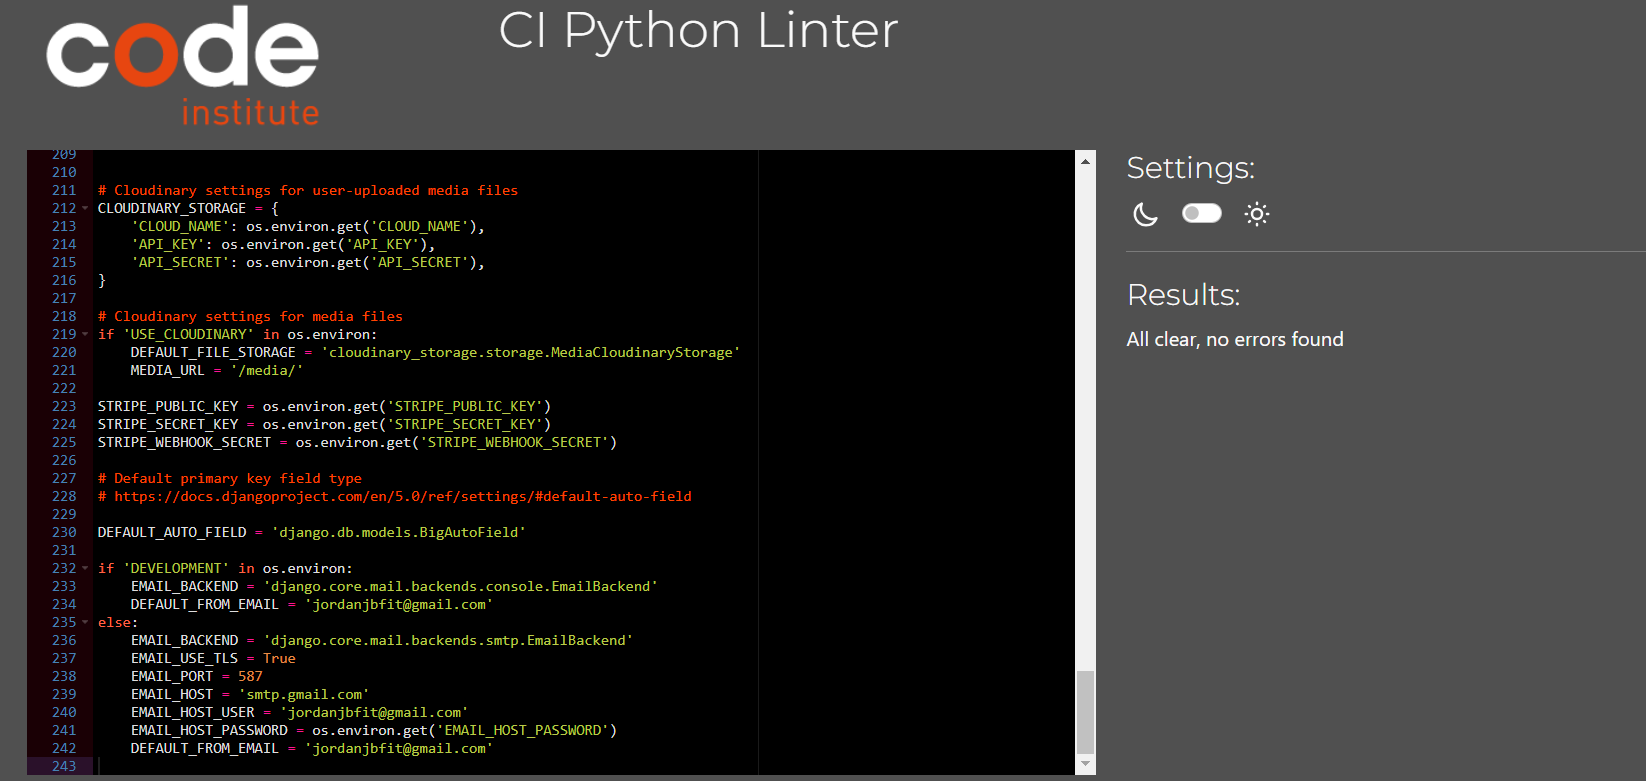 code
institute
CI Python Linter
209
210
211 # Cloudinary settings for user-uploaded media files
212 CLOUDINARY_STORAGE = {
213     'CLOUD_NAME': os.environ.get('CLOUD_NAME'),
214     'API_KEY': os.environ.get('API_KEY'),
215     'API_SECRET': os.environ.get('API_SECRET'),
216 }
217
218 # Cloudinary settings for media files
219 if 'USE_CLOUDINARY' in os.environ:
220     DEFAULT_FILE_STORAGE = 'cloudinary_storage.storage.MediaCloudinaryStorage'
221     MEDIA_URL = '/media/'
222
223 STRIPE_PUBLIC_KEY = os.environ.get('STRIPE_PUBLIC_KEY')
224 STRIPE_SECRET_KEY = os.environ.get('STRIPE_SECRET_KEY')
225 STRIPE_WEBHOOK_SECRET = os.environ.get('STRIPE_WEBHOOK_SECRET')
226
227 # Default primary key field type
228 # https://docs.djangoproject.com/en/5.0/ref/settings/#default-auto-field
229
230 DEFAULT_AUTO_FIELD = 'django.db.models.BigAutoField'
231
232 if 'DEVELOPMENT' in os.environ:
233     EMAIL_BACKEND = 'django.core.mail.backends.console.EmailBackend'
234     DEFAULT_FROM_EMAIL = 'jordanjbfit@gmail.com'
235 else:
236     EMAIL_BACKEND = 'django.core.mail.backends.smtp.EmailBackend'
237     EMAIL_USE_TLS = True
238     EMAIL_PORT = 587
239     EMAIL_HOST = 'smtp.gmail.com'
240     EMAIL_HOST_USER = 'jordanjbfit@gmail.com'
241     EMAIL_HOST_PASSWORD = os.environ.get('EMAIL_HOST_PASSWORD')
242     DEFAULT_FROM_EMAIL = 'jordanjbfit@gmail.com'
243
Settings:
Results:
All clear, no errors found